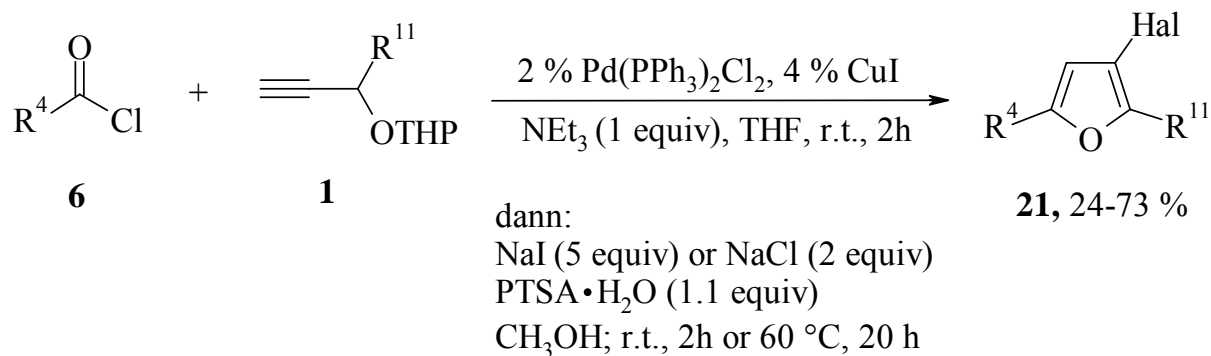 O
R⁴ Cl
6
+
R¹¹
OTHP
1
2 % Pd(PPh₃)₂Cl₂, 4 % CuI
NEt₃ (1 equiv), THF, r.t., 2h
dann:
NaI (5 equiv) or NaCl (2 equiv)
PTSA•H₂O (1.1 equiv)
CH₃OH; r.t., 2h or 60 °C, 20 h
Hal
R⁴ O R¹¹
21, 24-73 %